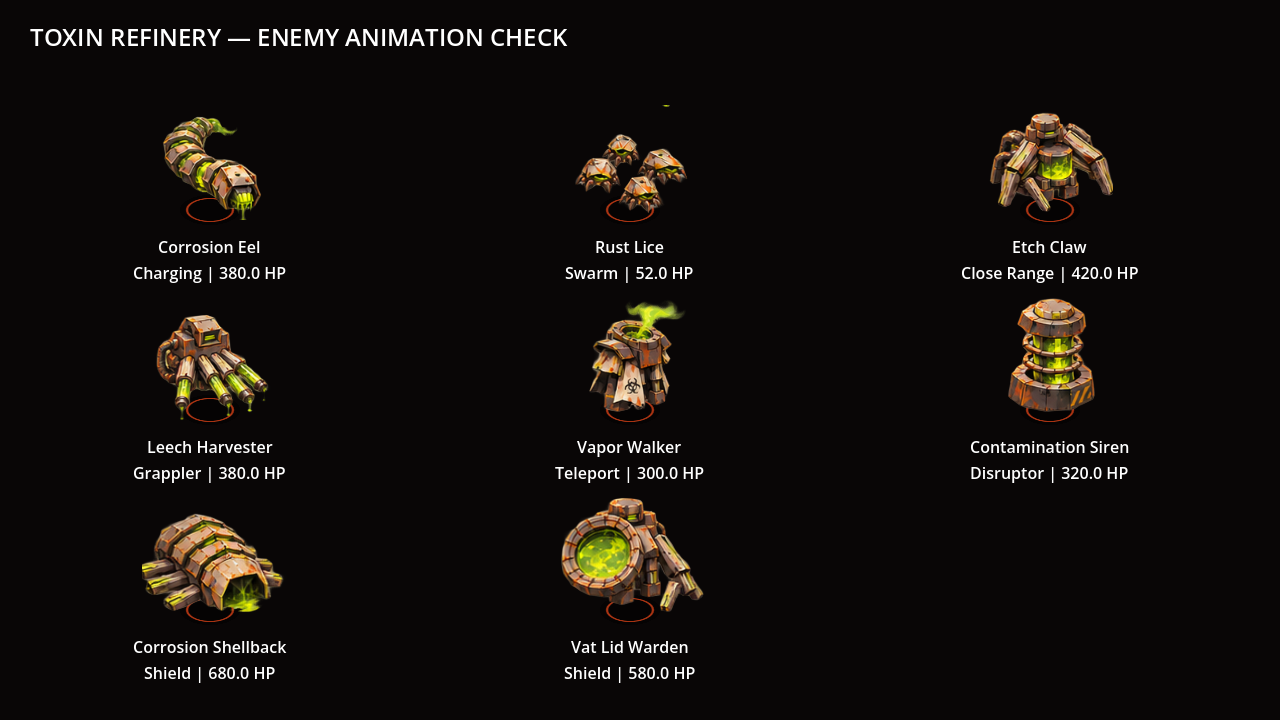 TOXIN REFINERY — ENEMY ANIMATION CHECK
Corrosion Eel
Charging | 380.0 HP
Rust Lice
Swarm | 52.0 HP
Etch Claw
Close Range | 420.0 HP
Leech Harvester
Grappler | 380.0 HP
Vapor Walker
Teleport | 300.0 HP
Contamination Siren
Disruptor | 320.0 HP
Corrosion Shellback
Shield | 680.0 HP
Vat Lid Warden
Shield | 580.0 HP